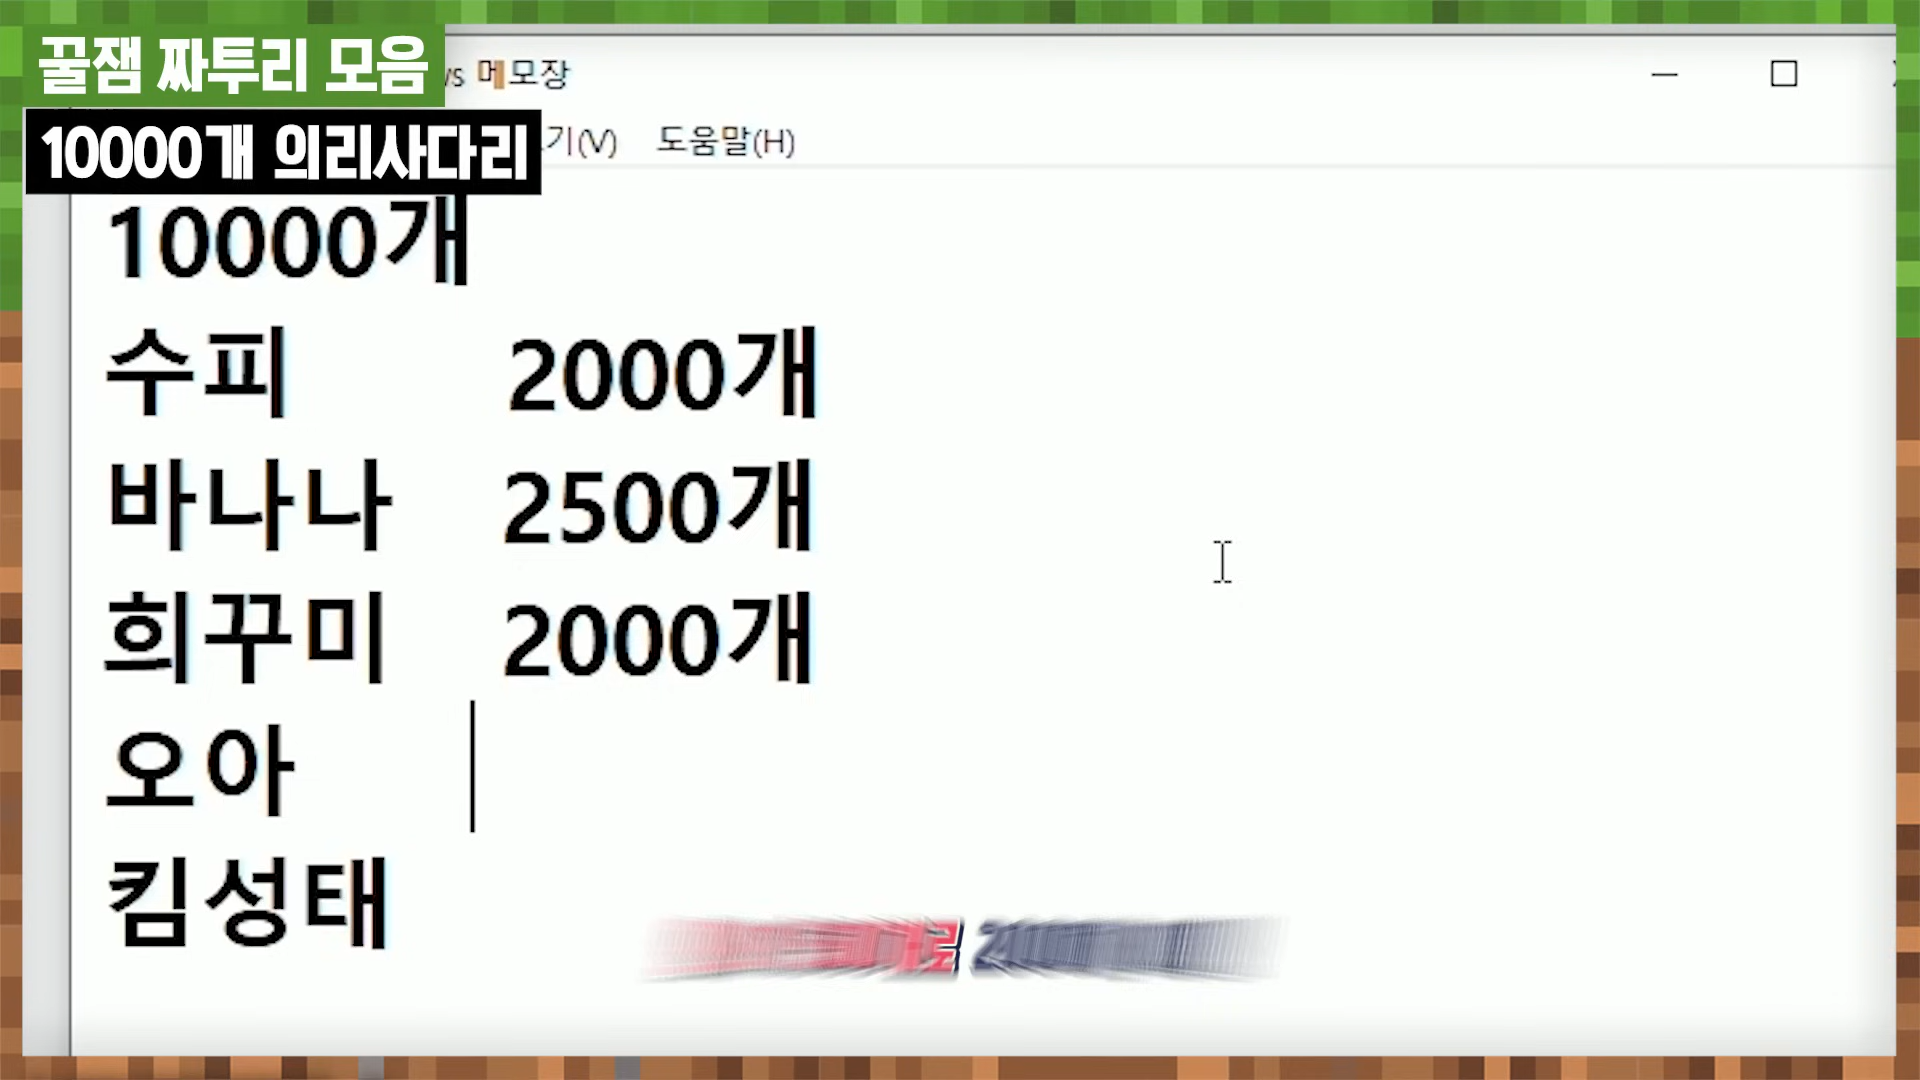 꿀잼 짜투리 모음
메모장
10000개 의리사다리
기(V) 도움말(H)
10000개
수피 2000개
바나나 2500개
희꾸미 2000개
오아
킴성태